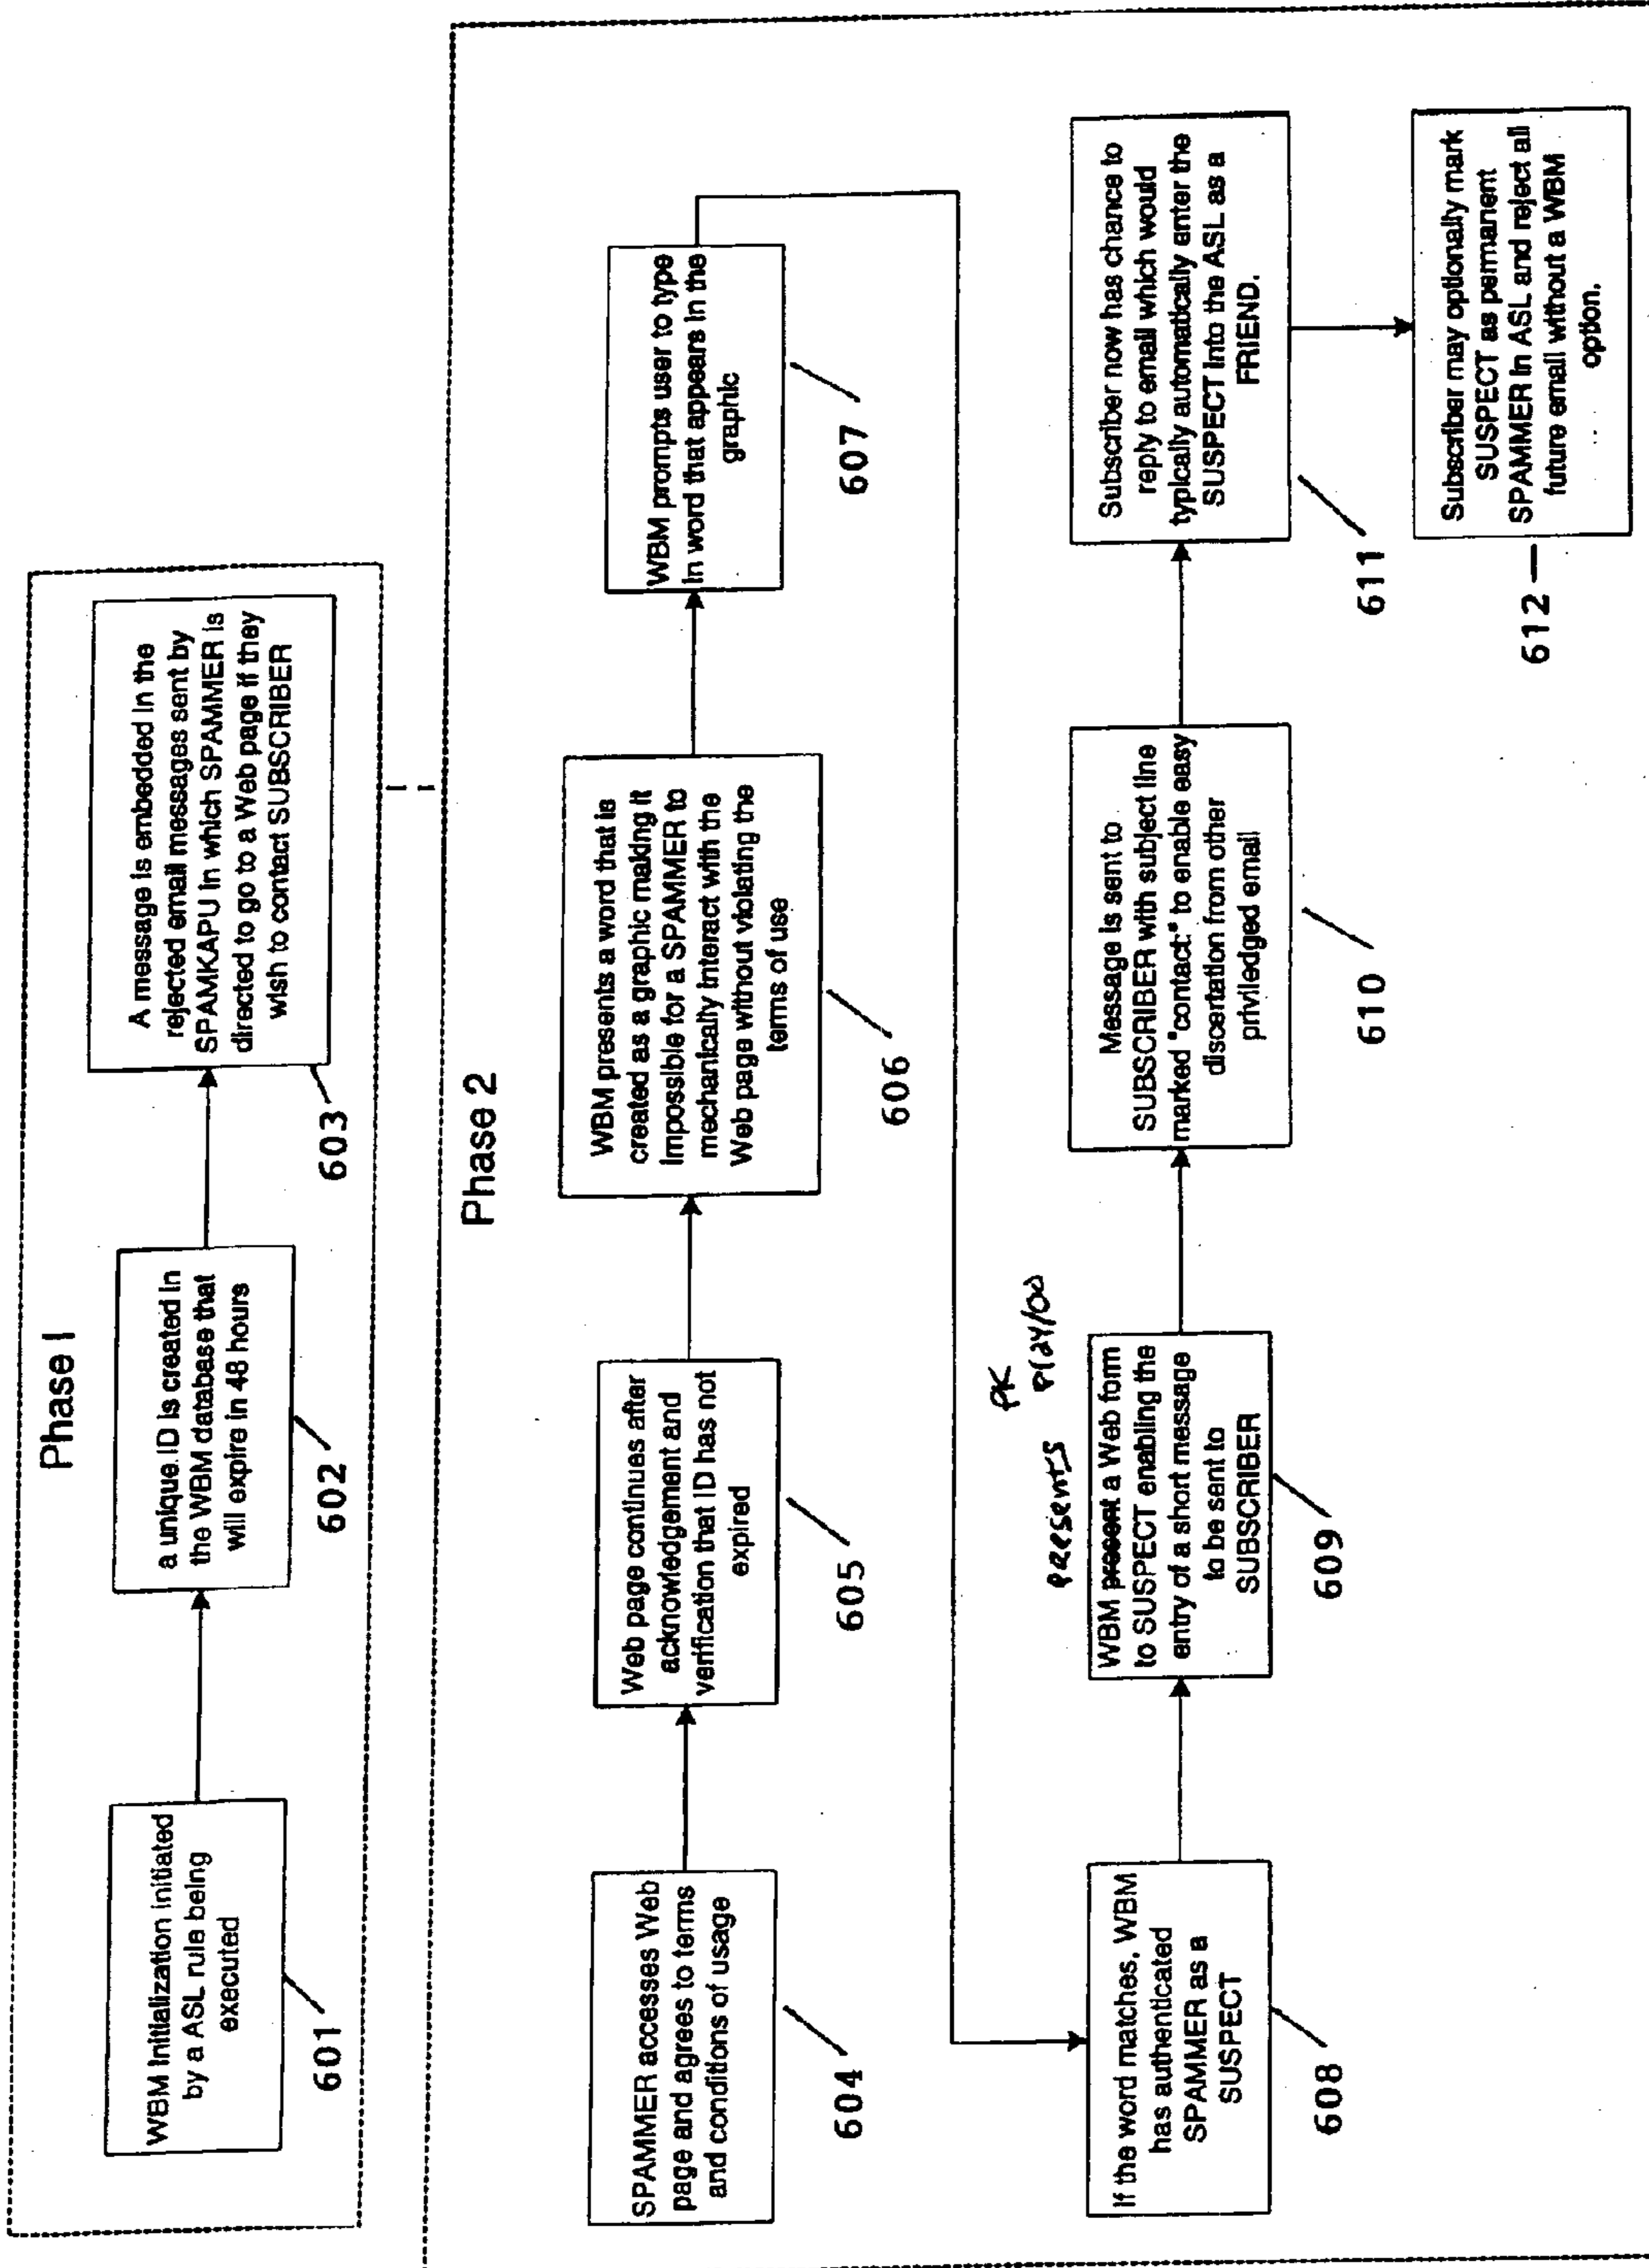 Phase I
WBM Initialization initiated
by a ASL rule being
executed
601
a unique ID is created in
the WBM database that
will expire in 48 hours
602
A message is embedded in the
rejected email messages sent by
SPAMKAPU in which SPAMMER is
directed to go to a Web page if they
wish to contact SUBSCRIBER
603
Phase 2
SPAMMER accesses Web
page and agrees to terms
and conditions of usage
604
Web page continues after
acknowledgement and
verification that ID has not
expired
605
WBM presents a word that is
created as a graphic making it
impossible for a SPAMMER to
mechanically interact with the
Web page without violating the
terms of use
606
WBM prompts user to type
in word that appears in the
graphic
607
If the word matches, WBM
has authenticated
SPAMMER as a
SUSPECT
608
presents
PK
WBM present a Web form
to SUSPECT enabling the
entry of a short message
to be sent to
SUBSCRIBER
609
Message is sent to
SUBSCRIBER with subject line
marked "contact:" to enable easy
discertation from other
priviledged email
610
Subscriber now has chance to
reply to email which would
typically automatically enter the
SUSPECT into the ASL as a
FRIEND.
611
Subscriber may optionally mark
SUSPECT as permanent
SPAMMER in ASL and reject all
future email without a WBM
option.
612